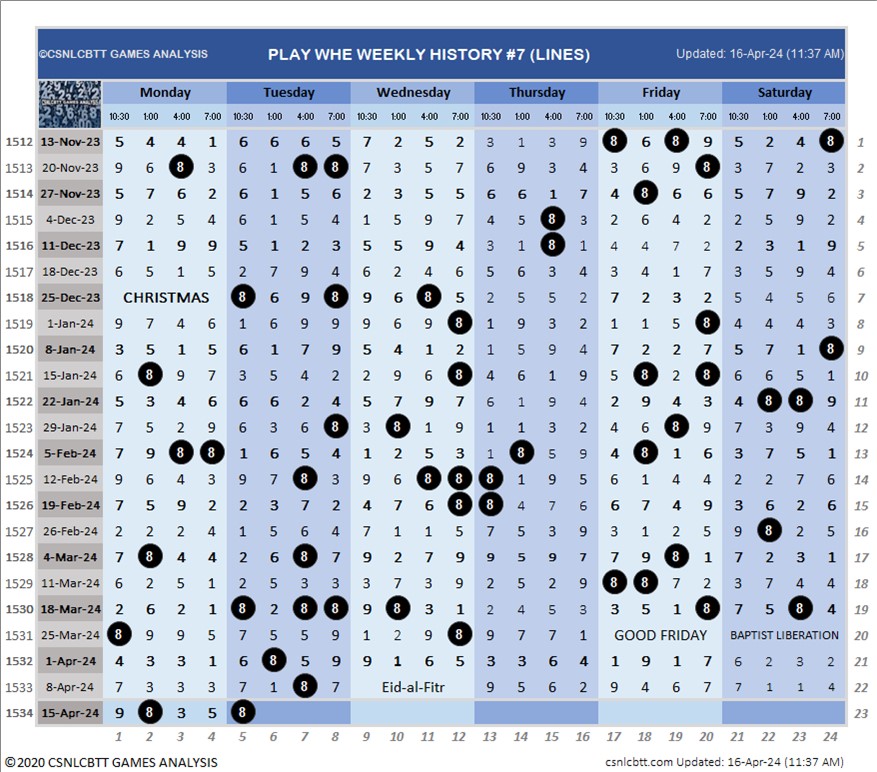 ©CSNLCBTT GAMES ANALYSIS PLAY WHE WEEKLY HISTORY #7 (LINES) Updated: 16-Apr-24 (11:37 AM)
CSNLCBTT GAMES ANALYSIS Monday Tuesday Wednesday Thursday Friday Saturday
10:30 1:00 4:00 7:00 10:30 1:00 4:00 7:00 10:30 1:00 4:00 7:00 10:30 1:00 4:00 7:00 10:30 1:00 4:00 7:00 10:30 1:00 4:00 7:00
1512 13-Nov-23 5 4 4 1 6 6 6 5 7 2 5 2 3 1 3 9 8 6 8 9 5 2 4 8 1
1513 20-Nov-23 9 6 8 3 6 1 8 8 7 3 5 7 6 9 3 4 3 6 9 8 3 7 2 3 2
1514 27-Nov-23 5 7 6 2 6 1 5 6 2 3 5 5 6 6 1 7 4 8 6 6 5 7 9 2 3
1515 4-Dec-23 9 2 5 4 6 1 5 4 1 5 9 7 4 5 8 4 2 6 4 2 2 5 9 2 4
1516 11-Dec-23 7 1 9 9 5 1 2 3 5 5 9 4 3 1 8 1 4 4 7 2 2 3 1 9 5
1517 18-Dec-23 6 5 1 5 2 7 9 4 6 2 4 6 5 6 3 4 3 4 1 7 3 5 9 4 6
1518 25-Dec-23 CHRISTMAS 8 6 9 8 9 6 8 5 2 5 5 2 7 2 3 2 5 4 5 6 7
1519 1-Jan-24 9 7 4 6 1 6 9 9 9 6 9 8 1 9 3 2 1 1 5 8 4 4 4 3 8
1520 8-Jan-24 3 5 1 5 6 1 7 9 5 4 1 2 1 5 9 4 7 2 2 7 5 7 1 8 9
1521 15-Jan-24 6 8 9 7 3 5 4 2 2 9 6 8 4 6 1 9 5 8 2 8 6 6 5 1 10
1522 22-Jan-24 5 3 4 6 6 6 2 4 5 7 9 7 6 1 9 4 2 9 4 3 4 8 8 9 11
1523 29-Jan-24 7 5 2 9 6 3 6 8 3 8 1 9 1 1 3 2 4 6 8 9 7 3 9 4 12
1524 5-Feb-24 7 9 8 8 1 6 5 4 1 2 5 3 1 8 5 9 4 8 1 6 3 7 5 1 13
1525 12-Feb-24 9 6 4 3 9 7 8 3 9 6 8 8 8 1 9 5 6 1 4 4 2 2 7 6 14
1526 19-Feb-24 7 5 9 2 2 3 7 2 4 7 6 8 8 4 7 6 6 7 4 9 3 6 2 6 15
1527 26-Feb-24 2 2 2 4 1 5 6 4 7 1 1 5 7 5 3 9 3 1 2 5 9 8 2 5 16
1528 4-Mar-24 7 8 4 4 2 6 8 7 9 2 7 9 9 5 9 7 7 9 8 1 7 2 3 1 17
1529 11-Mar-24 6 2 5 1 2 5 3 3 5 7 3 9 2 5 2 9 8 8 7 2 3 7 4 4 18
1530 18-Mar-24 2 6 2 1 8 2 8 8 9 8 3 1 2 4 5 3 3 5 1 8 7 5 8 4 19
1531 25-Mar-24 8 9 9 5 7 5 5 9 1 2 9 8 9 7 7 1 GOOD FRIDAY BAPTIST LIBERATION 20
1532 1-Apr-24 4 3 3 1 6 8 5 9 9 1 6 5 3 3 6 4 1 9 1 7 6 2 3 2 21
1533 8-Apr-24 7 3 3 3 7 1 8 7 Eid-al-Fitr 9 5 6 2 9 4 6 7 7 1 1 4 22
1534 15-Apr-24 9 8 3 5 8 23
1 2 3 4 5 6 7 8 9 10 11 12 13 14 15 16 17 18 19 20 21 22 23 24
©2020 CSNLCBTT GAMES ANALYSIS csnlcbtt.com Updated: 16-Apr-24 (11:37 AM)